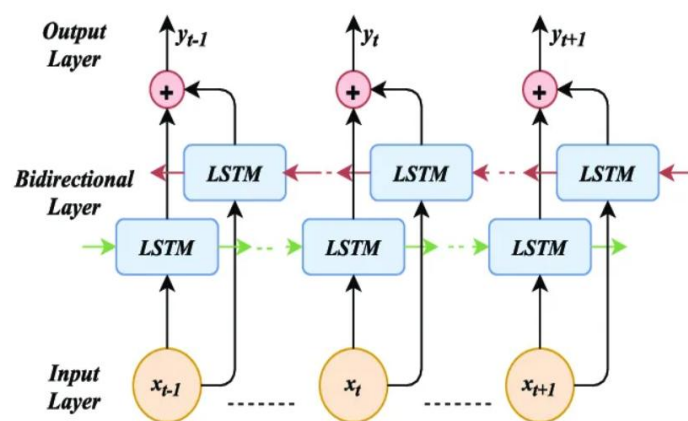 Output
Layer
y_{t-1}
y_t
y_{t+1}
+
+
+
Bidirectional
Layer
LSTM
LSTM
LSTM
LSTM
LSTM
LSTM
Input
Layer
x_{t-1}
x_t
x_{t+1}